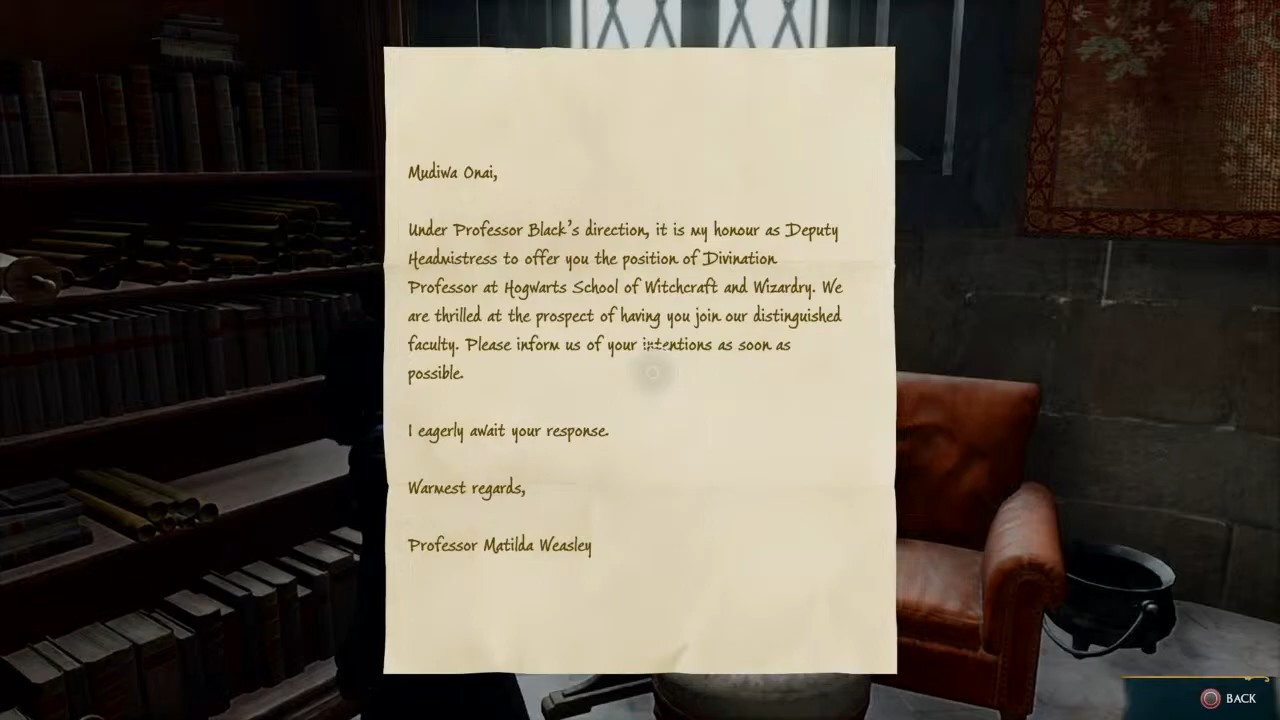 Mudiwa Onai,
Under Professor Black's direction, it is my honour as Deputy
Headmistress to offer you the position of Divination
Professor at Hogwarts School of Witchcraft and Wizardry. We
are thrilled at the prospect of having you join our distinguished
faculty. Please inform us of your intentions as soon as
possible.
I eagerly await your response.
Warmest regards,
Professor Matilda Weasley
BACK